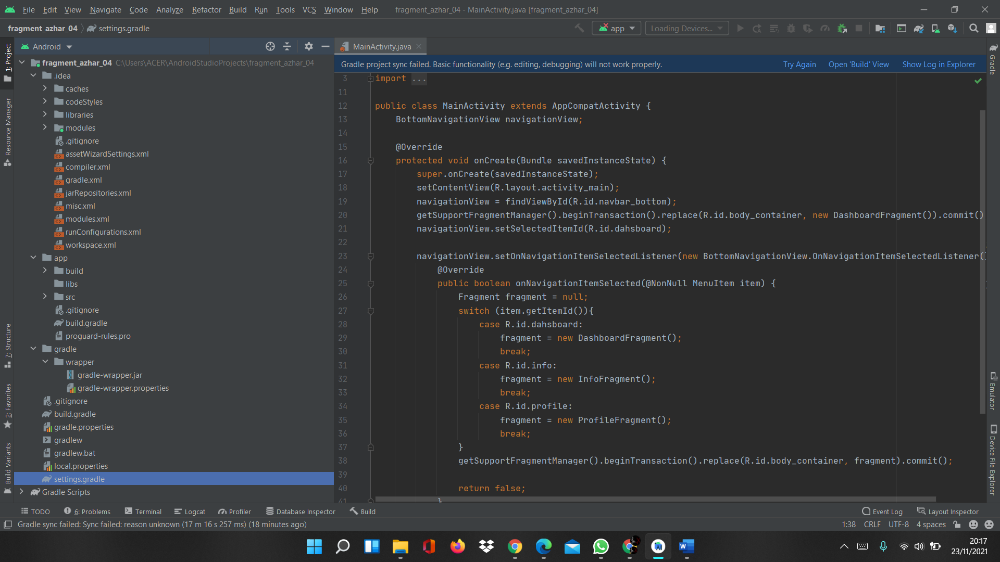 File Edit View Navigate Code Analyze Refactor Build Run Tools VCS Window Help fragment_azhar_04 - MainActivity.java [fragment_azhar_04]
fragment_azhar_04 settings.gradle app Loading Devices...
Android
MainActivity.java
1: Project
Resource Manager
7: Structure
2: Favorites
Build Variants
fragment_azhar_04 C:\Users\ACER\AndroidStudioProjects\fragment_azhar_04
.idea
caches
codeStyles
libraries
modules
.gitignore
assetWizardSettings.xml
compiler.xml
gradle.xml
jarRepositories.xml
misc.xml
modules.xml
runConfigurations.xml
workspace.xml
app
build
libs
src
.gitignore
build.gradle
proguard-rules.pro
gradle
wrapper
gradle-wrapper.jar
gradle-wrapper.properties
.gitignore
build.gradle
gradle.properties
gradlew
gradlew.bat
local.properties
settings.gradle
Gradle Scripts
Gradle project sync failed. Basic functionality (e.g. editing, debugging) will not work properly. Try Again Open 'Build' View Show Log in Explorer
3 import ...
11
12 public class MainActivity extends AppCompatActivity {
13 BottomNavigationView navigationView;
14
15 @Override
16 protected void onCreate(Bundle savedInstanceState) {
17 super.onCreate(savedInstanceState);
18 setContentView(R.layout.activity_main);
19 navigationView = findViewById(R.id.navbar_bottom);
20 getSupportFragmentManager().beginTransaction().replace(R.id.body_container, new DashboardFragment()).commit()
21 navigationView.setSelectedItemId(R.id.dahsboard);
22
23 navigationView.setOnNavigationItemSelectedListener(new BottomNavigationView.OnNavigationItemSelectedListener()
24 @Override
25 public boolean onNavigationItemSelected(@NonNull MenuItem item) {
26 Fragment fragment = null;
27 switch (item.getItemId()){
28 case R.id.dahsboard:
29 fragment = new DashboardFragment();
30 break;
31 case R.id.info:
32 fragment = new InfoFragment();
33 break;
34 case R.id.profile:
35 fragment = new ProfileFragment();
36 break;
37 }
38 getSupportFragmentManager().beginTransaction().replace(R.id.body_container, fragment).commit();
39
40 return false;
41 }
Gradle
Emulator
Device File Explorer
TODO 6: Problems Terminal Logcat Profiler Database Inspector Build Event Log Layout Inspector
Gradle sync failed: Sync failed: reason unknown (17 m 16 s 257 ms) (18 minutes ago) 1:38 CRLF UTF-8 4 spaces
20:17
23/11/2021